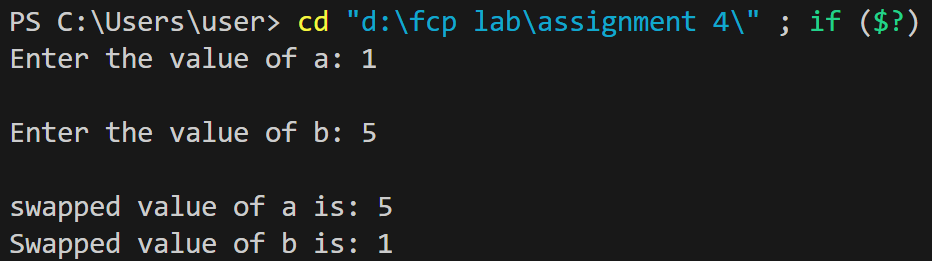 PS C:\Users\user> cd "d:\fcp lab\assignment 4\" ; if ($?)
Enter the value of a: 1
Enter the value of b: 5
swapped value of a is: 5
Swapped value of b is: 1